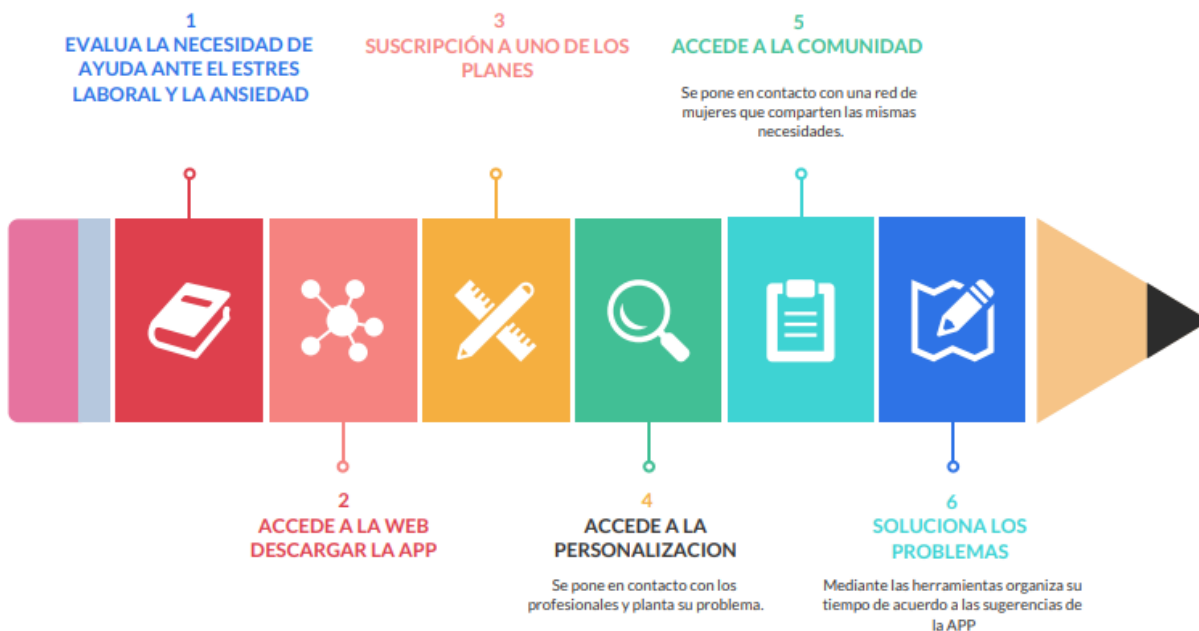 1
EVALUA LA NECESIDAD DE
AYUDA ANTE EL ESTRES
LABORAL Y LA ANSIEDAD
2
ACCEDE A LA WEB
DESCARGAR LA APP
3
SUSCRIPCIÓN A UNO DE LOS
PLANES
4
ACCEDE A LA
PERSONALIZACION
Se pone en contacto con los
profesionales y planta su problema.
5
ACCEDE A LA COMUNIDAD
Se pone en contacto con una red de
mujeres que comparten las mismas
necesidades.
6
SOLUCIONA LOS
PROBLEMAS
Mediante las herramientas organiza su
tiempo de acuerdo a las sugerencias de
la APP